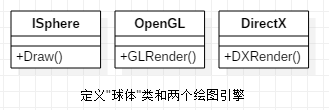 ISphere OpenGL DirectX
+Draw() +GLRender() +DXRender()
定义"球体"类和两个绘图引擎